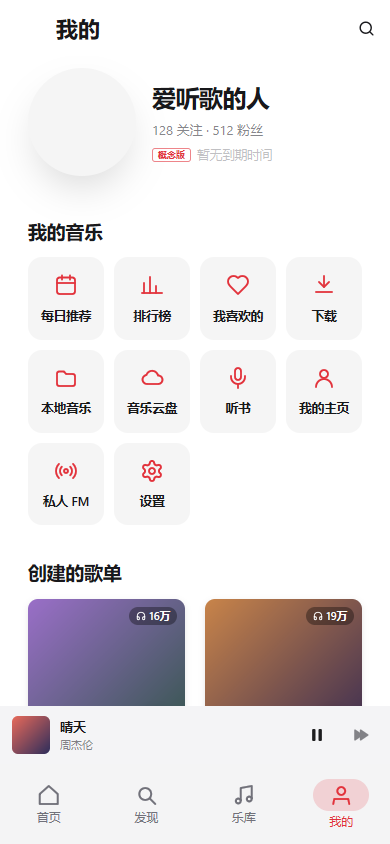 我的
爱听歌的人
128 关注 · 512 粉丝
概念版 暂无到期时间
我的音乐
每日推荐 排行榜 我喜欢的 下载
本地音乐 音乐云盘 听书 我的主页
私人 FM 设置
创建的歌单
16万 19万
晴天
周杰伦
首页 发现 乐库 我的